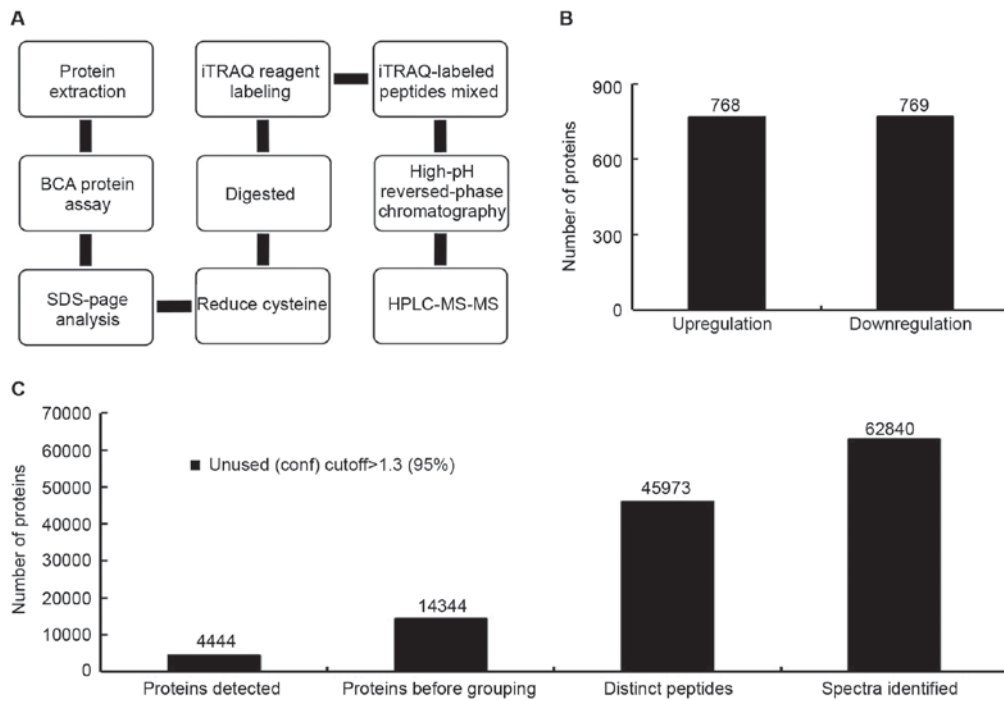 A
Protein
extraction
BCA protein
assay
SDS-page
analysis
Reduce cysteine
Digested
iTRAQ reagent
labeling
iTRAQ-labeled
peptides mixed
High-pH
reversed-phase
chromatography
HPLC-MS-MS
B
Number of proteins
900
600
300
0
768
769
Upregulation
Downregulation
C
Number of proteins
70000
60000
50000
40000
30000
20000
10000
0
Unused (conf) cutoff>1.3 (95%)
4444
14344
45973
62840
Proteins detected
Proteins before grouping
Distinct peptides
Spectra identified